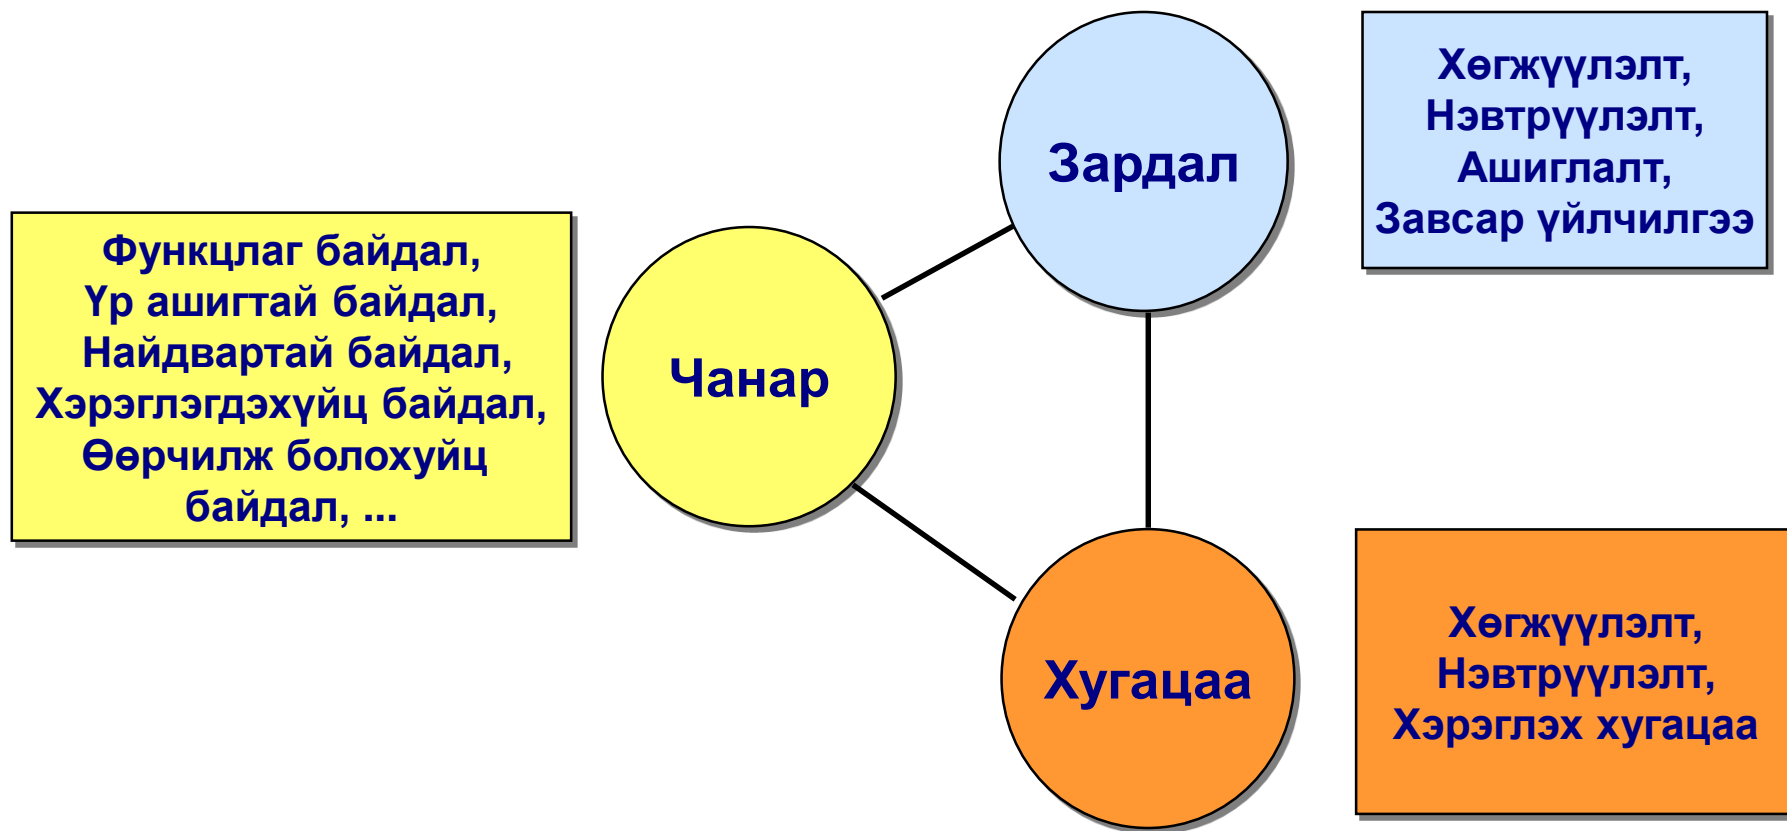 Функцлаг байдал,
Үр ашигтай байдал,
Найдвартай байдал,
Хэрэглэгдэхүйц байдал,
Өөрчилж болохуйц
байдал, ...
Чанар
Зардал
Хөгжүүлэлт,
Нэвтрүүлэлт,
Ашиглалт,
Завсар үйлчилгээ
Хугацаа
Хөгжүүлэлт,
Нэвтрүүлэлт,
Хэрэглэх хугацаа